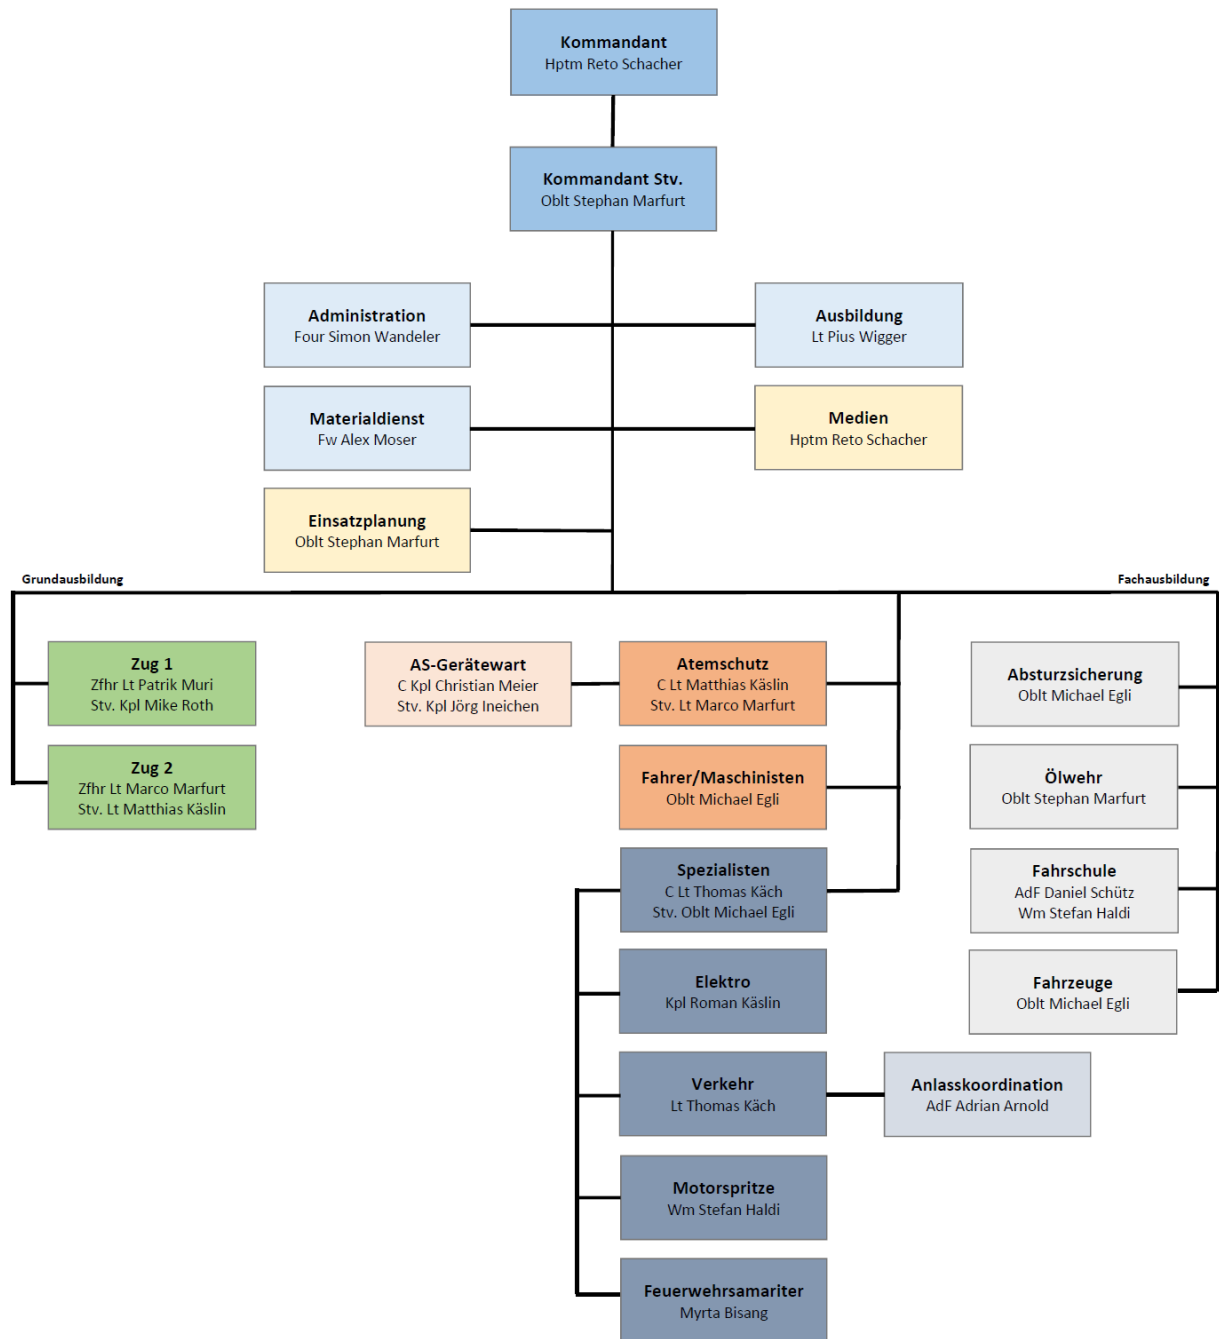 Kommandant
Hptm Reto Schacher
Kommandant Stv.
Oblt Stephan Marfurt
Administration
Four Simon Wandeler
Ausbildung
Lt Pius Wigger
Materialdienst
Fw Alex Moser
Medien
Hptm Reto Schacher
Einsatzplanung
Oblt Stephan Marfurt
Grundausbildung
Fachausbildung
Zug 1
Zfhr Lt Patrik Muri
Stv. Kpl Mike Roth
AS-Gerätewart
C Kpl Christian Meier
Stv. Kpl Jörg Ineichen
Atemschutz
C Lt Matthias Käslin
Stv. Lt Marco Marfurt
Absturzsicherung
Oblt Michael Egli
Zug 2
Zfhr Lt Marco Marfurt
Stv. Lt Matthias Käslin
Fahrer/Maschinisten
Oblt Michael Egli
Ölwehr
Oblt Stephan Marfurt
Spezialisten
C Lt Thomas Käch
Stv. Oblt Michael Egli
Fahrschule
AdF Daniel Schütz
Wm Stefan Haldi
Elektro
Kpl Roman Käslin
Fahrzeuge
Oblt Michael Egli
Verkehr
Lt Thomas Käch
Anlasskoordination
AdF Adrian Arnold
Motorspritze
Wm Stefan Haldi
Feuerwehrsamariter
Myrta Bisang